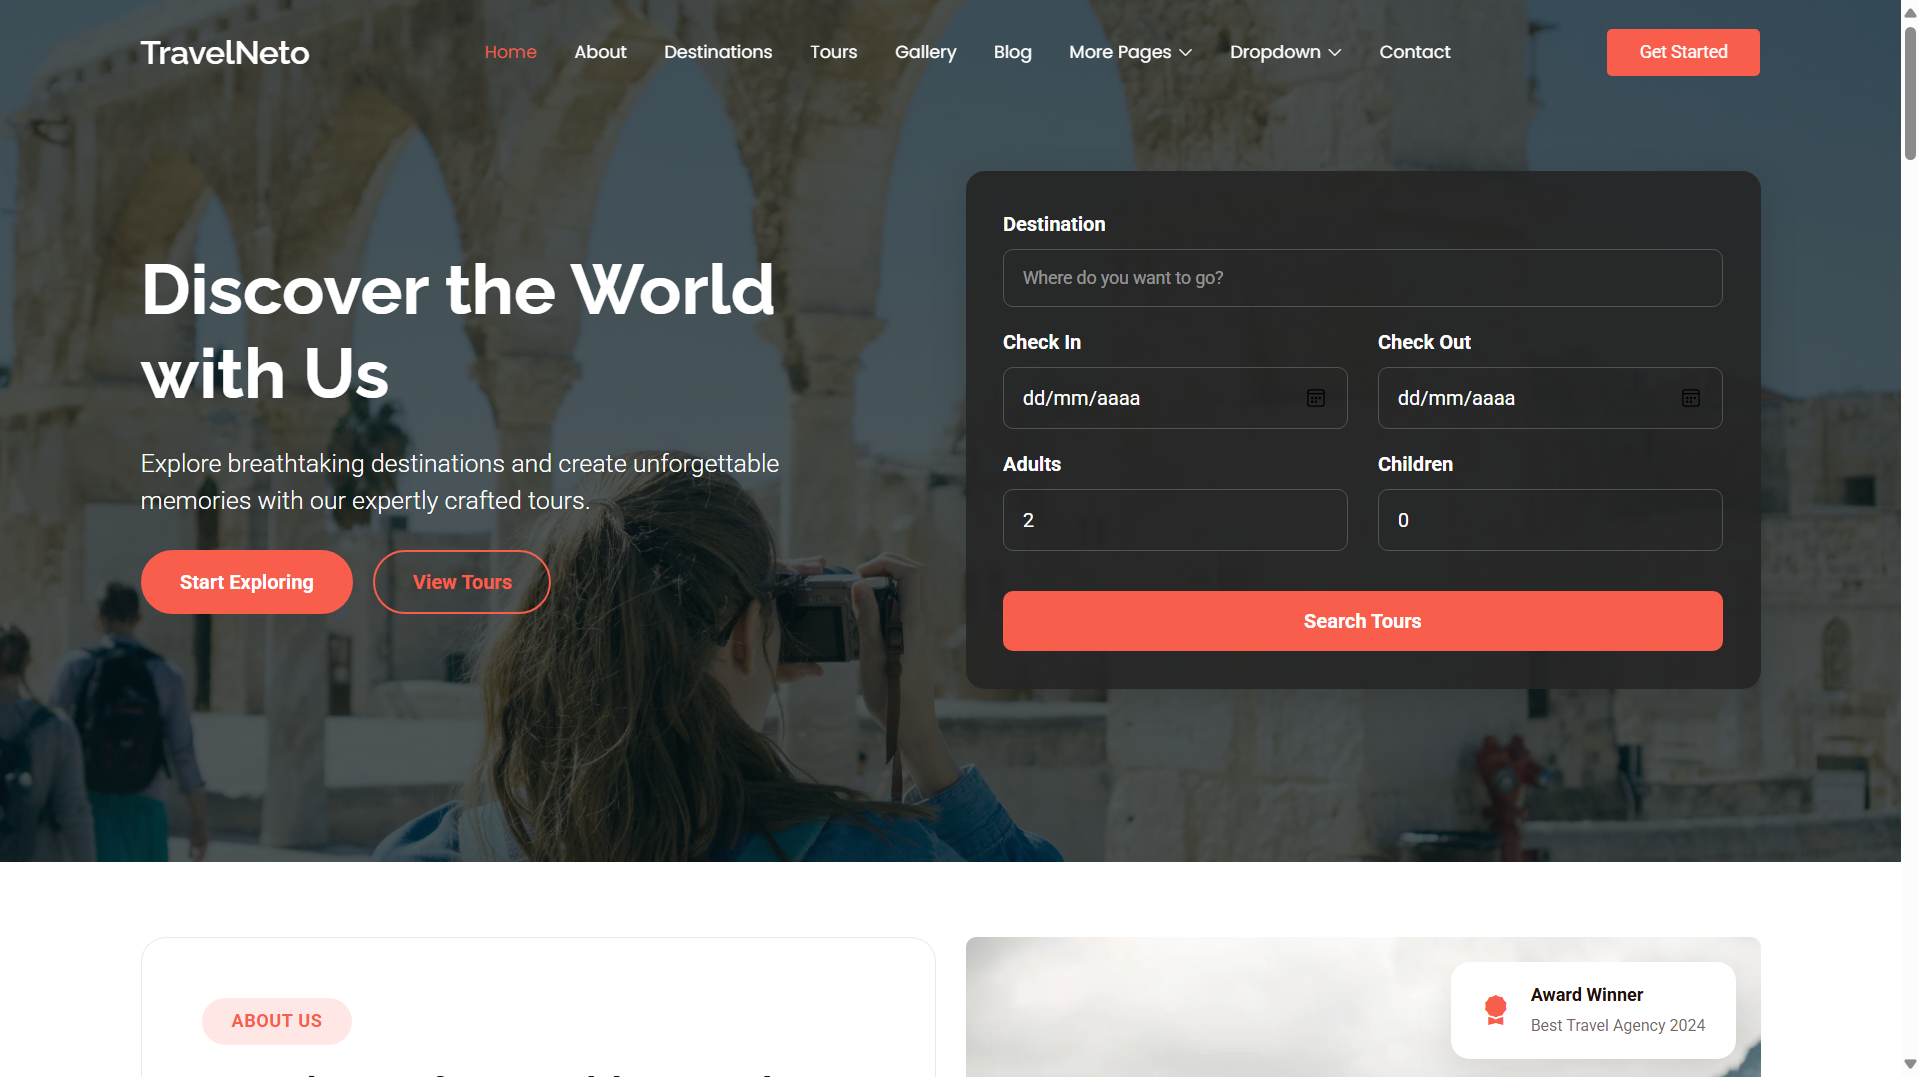 TravelNeto
Home About Destinations Tours Gallery Blog More Pages Dropdown Contact
Get Started
Discover the World
with Us
Explore breathtaking destinations and create unforgettable
memories with our expertly crafted tours.
Start Exploring
View Tours
Destination
Where do you want to go?
Check In
Check Out
dd/mm/aaaa
dd/mm/aaaa
Adults
Children
2
0
Search Tours
ABOUT US
Award Winner
Best Travel Agency 2024